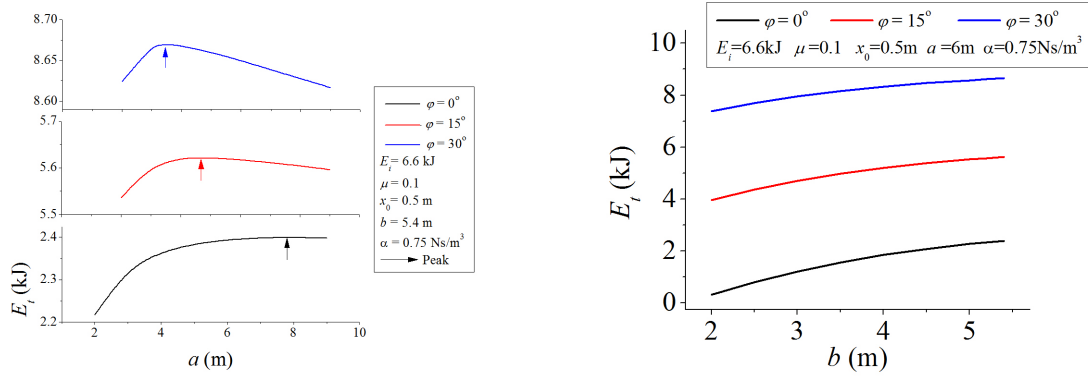 8.70
8.65
8.60
5.7
5.6
5.5
2.4
2.3
2.2
2 4 6 8 10
E_t (kJ)
a (m)
φ = 0°
φ = 15°
φ = 30°
E_i = 6.6 kJ
μ = 0.1
x_0 = 0.5 m
b = 5.4 m
α = 0.75 Ns/m³
Peak
φ = 0° φ = 15° φ = 30°
E_i=6.6kJ μ=0.1 x_0=0.5m a=6m α=0.75Ns/m³
10
8
6
4
2
0
2 3 4 5
E_t (kJ)
b (m)